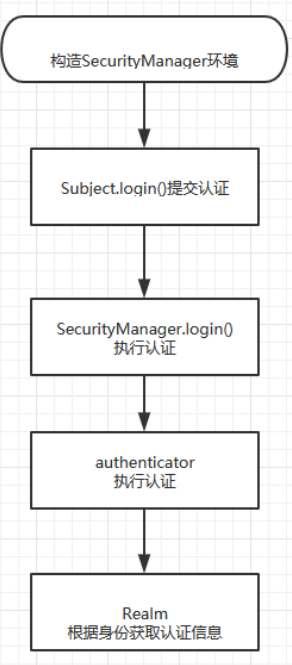 构造SecurityManager环境
Subject.login()提交认证
SecurityManager.login()
执行认证
authenticator
执行认证
Realm
根据身份获取认证信息